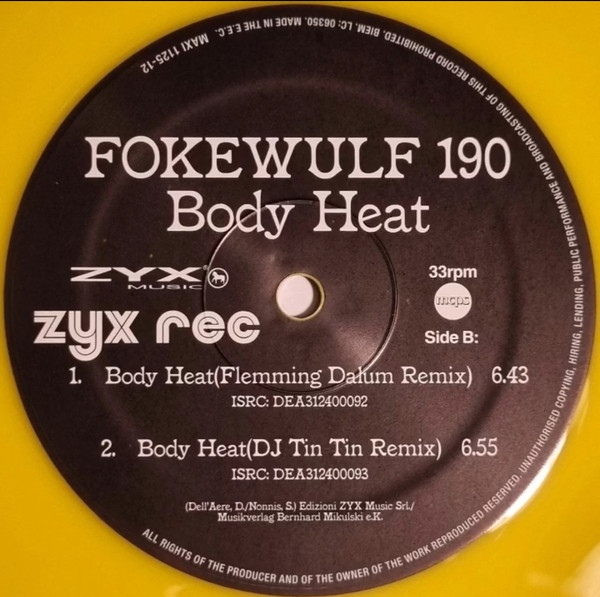 FOKEWULF 190
Body Heat
ZYX®
MUSIC
zyx rec
33rpm
mcps
Side B:
1. Body Heat(Flemming Dalum Remix) 6.43
ISRC: DEA312400092
2. Body Heat(DJ Tin Tin Remix) 6.55
ISRC: DEA312400093
(Dell'Aere, D./Nonnis, S.) Edizioni ZYX Music Srl./
Musikverlag Bernhard Mikulski e.K.
ALL RIGHTS OF THE PRODUCER AND OF THE OWNER OF THE WORK REPRODUCED RESERVED. UNAUTHORISED COPYING, HIRING, LENDING, PUBLIC PERFORMANCE AND BROADCASTING OF THIS RECORD PROHIBITED. BIEM. LC: 06350. MADE IN THE E.E.C. MAXI 1125-12